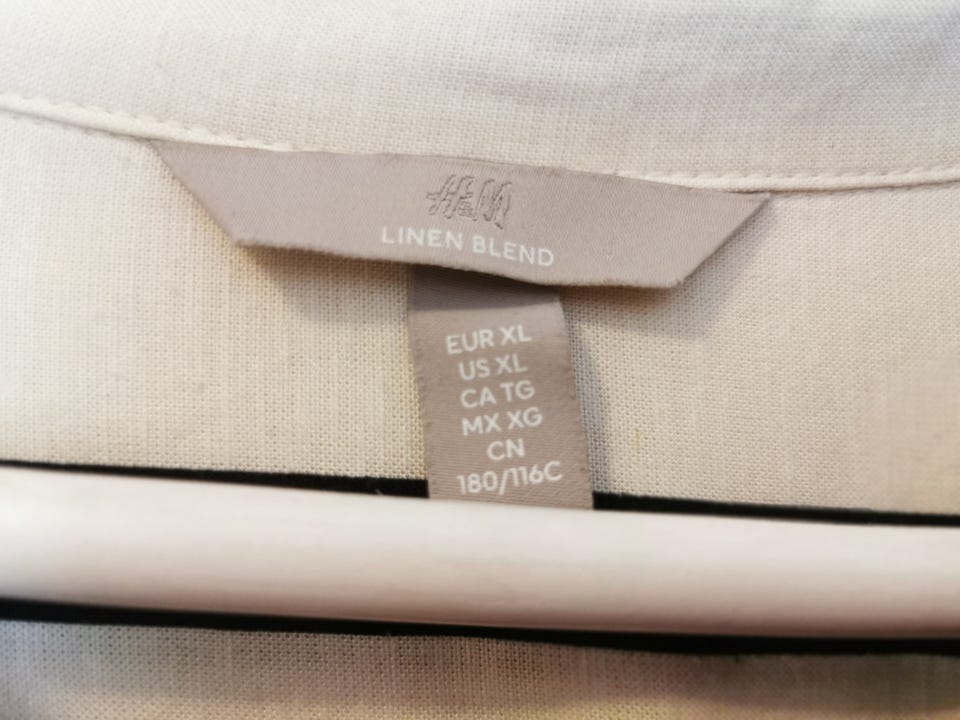 H&M
LINEN BLEND
EUR XL
US XL
CA TG
MX XG
CN
180/116C